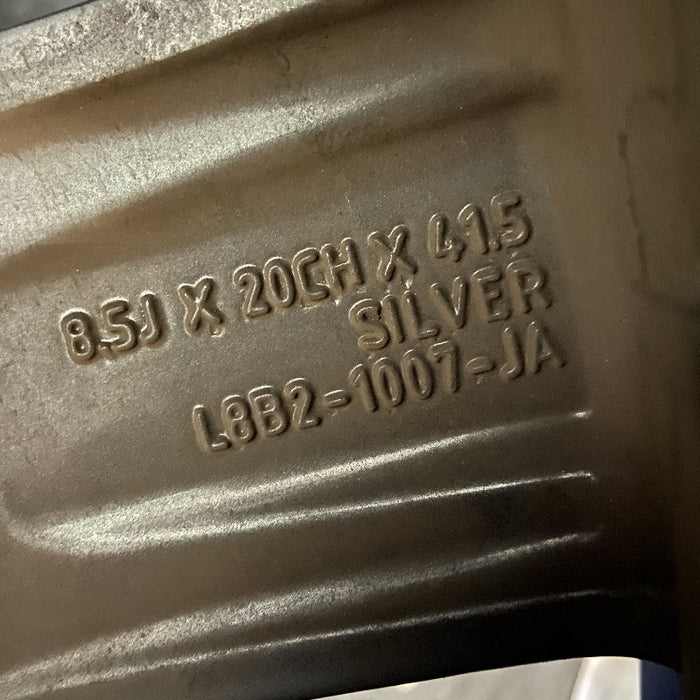 8.5J X 20CH X 41.5
SILVER
L8B2-1007-JA